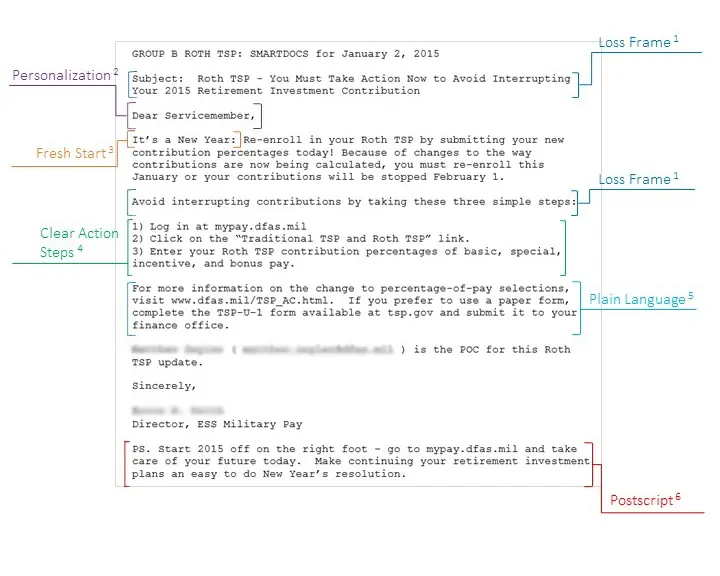 GROUP B ROTH TSP: SMARTDOCS for January 2, 2015
Loss Frame 1
Subject: Roth TSP - You Must Take Action Now to Avoid Interrupting
Your 2015 Retirement Investment Contribution
Personalization 2
Dear Servicemember,
Fresh Start 3
It's a New Year: Re-enroll in your Roth TSP by submitting your new
contribution percentages today! Because of changes to the way
contributions are now being calculated, you must re-enroll this
January or your contributions will be stopped February 1.
Loss Frame 1
Avoid interrupting contributions by taking these three simple steps:
Clear Action
Steps 4
1) Log in at mypay.dfas.mil
2) Click on the "Traditional TSP and Roth TSP" link.
3) Enter your Roth TSP contribution percentages of basic, special,
incentive, and bonus pay.
For more information on the change to percentage-of-pay selections,
visit www.dfas.mil/TSP_AC.html. If you prefer to use a paper form,
complete the TSP-U-1 form available at tsp.gov and submit it to your
finance office.
Plain Language 5
( ) is the POC for this Roth
TSP update.
Sincerely,
Director, ESS Military Pay
PS. Start 2015 off on the right foot - go to mypay.dfas.mil and take
care of your future today. Make continuing your retirement investment
plans an easy to do New Year's resolution.
Postscript 6